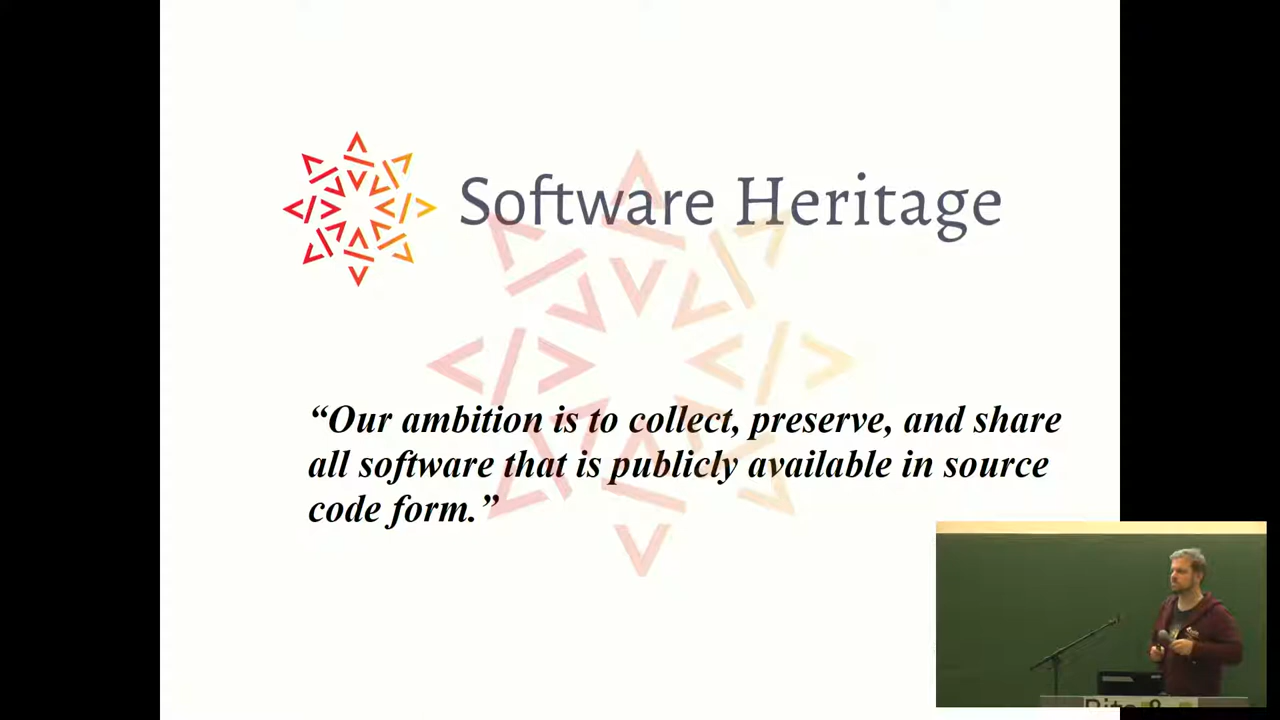 Software Heritage
“Our ambition is to collect, preserve, and share
all software that is publicly available in source
code form.”